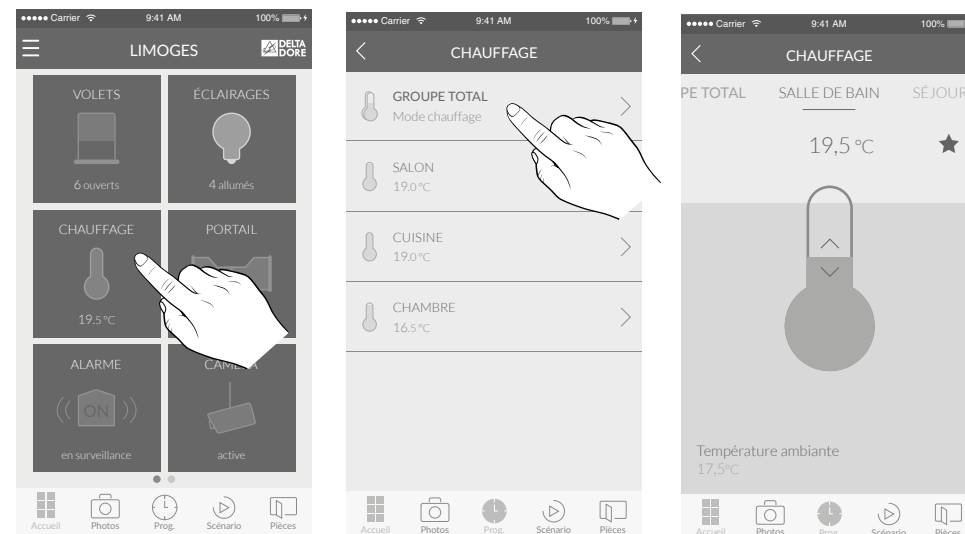 ●●●●● Carrier 9:41 AM 100%
LIMOGES
DELTA DORE
VOLETS ÉCLAIRAGES
6 ouverts 4 allumés
CHAUFFAGE PORTAIL
19.5 °C
ALARME CAMÉRA
ON
en surveillance active
Accueil Photos Prog. Scénario Pièces
●●●●● Carrier 9:41 AM 100%
CHAUFFAGE
GROUPE TOTAL
Mode chauffage
SALON
19.0 °C
CUISINE
19.0 °C
CHAMBRE
16.5 °C
Accueil Photos Prog. Scénario Pièces
●●●●● Carrier 9:41 AM 100%
CHAUFFAGE
PE TOTAL SALLE DE BAIN SÉJOUR
19,5 °C
Température ambiante
17,5°C
Accueil Photos Prog. Scénario Pièces